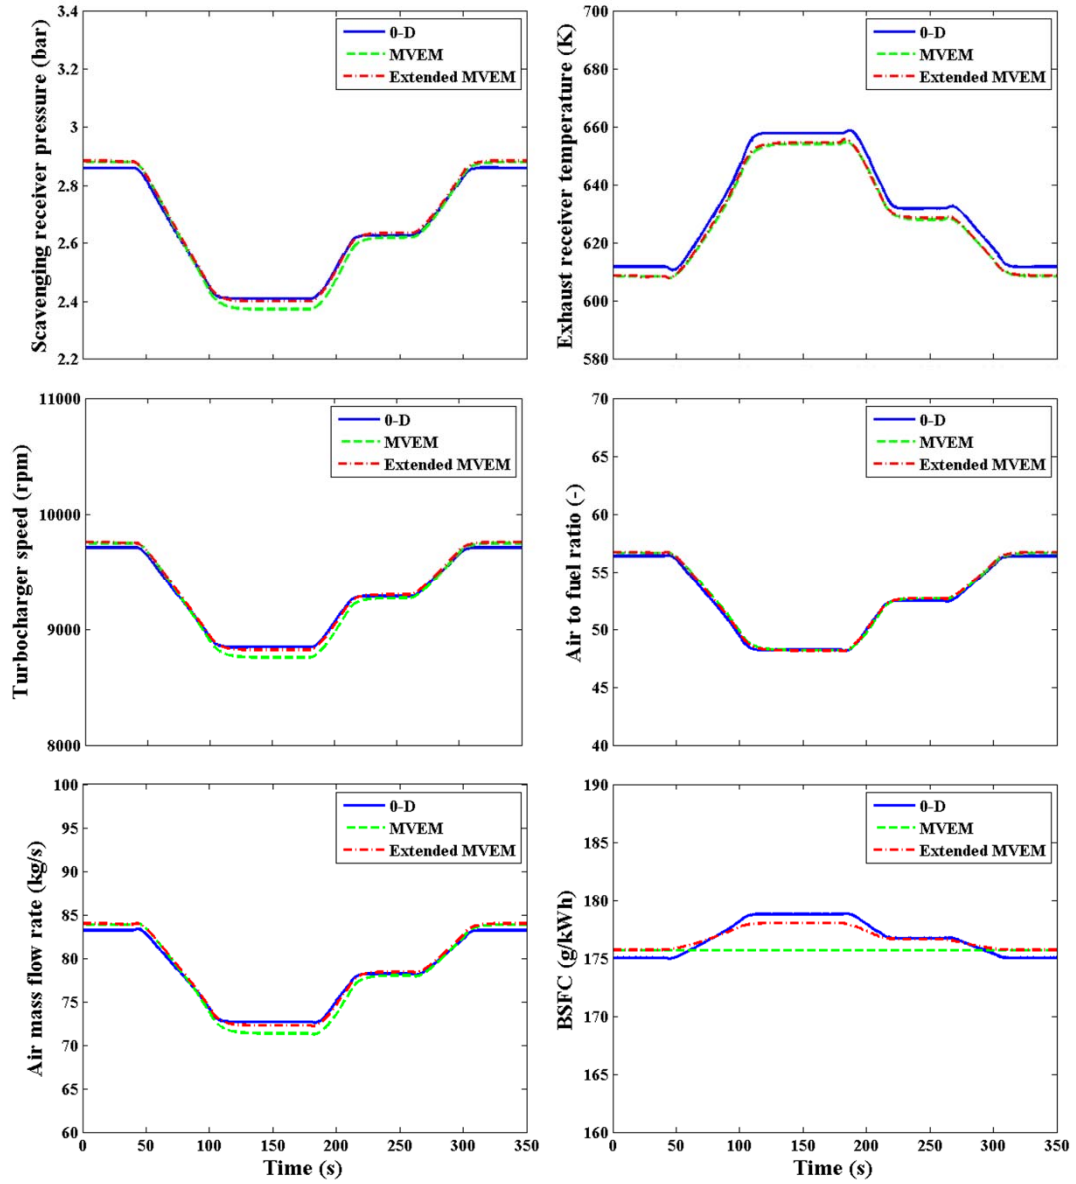 Scavenging receiver pressure (bar)
3.4
3.2
3
2.8
2.6
2.4
2.2
0-D
MVEM
Extended MVEM
Exhaust receiver temperature (K)
700
680
660
640
620
600
580
0-D
MVEM
Extended MVEM
Turbocharger speed (rpm)
11000
10000
9000
8000
0-D
MVEM
Extended MVEM
Air to fuel ratio (-)
70
65
60
55
50
45
40
0-D
MVEM
Extended MVEM
Air mass flow rate (kg/s)
100
95
90
85
80
75
70
65
60
0-D
MVEM
Extended MVEM
0 50 100 150 200 250 300 350
Time (s)
BSFC (g/kWh)
190
185
180
175
170
165
160
0-D
MVEM
Extended MVEM
0 50 100 150 200 250 300 350
Time (s)